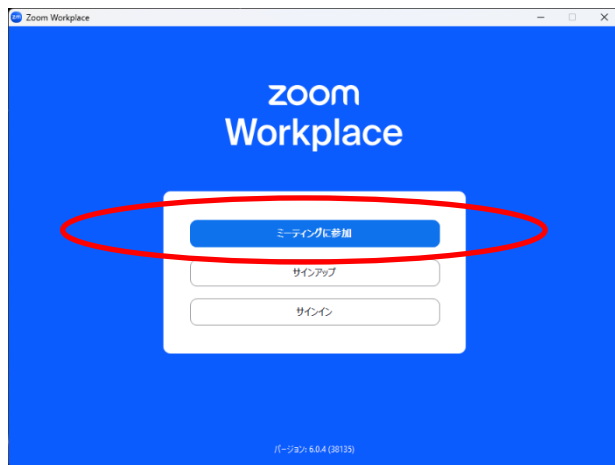 Zoom Workplace
zoom
Workplace
ミーティングに参加
サインアップ
サインイン
バージョン: 6.0.4 (38135)